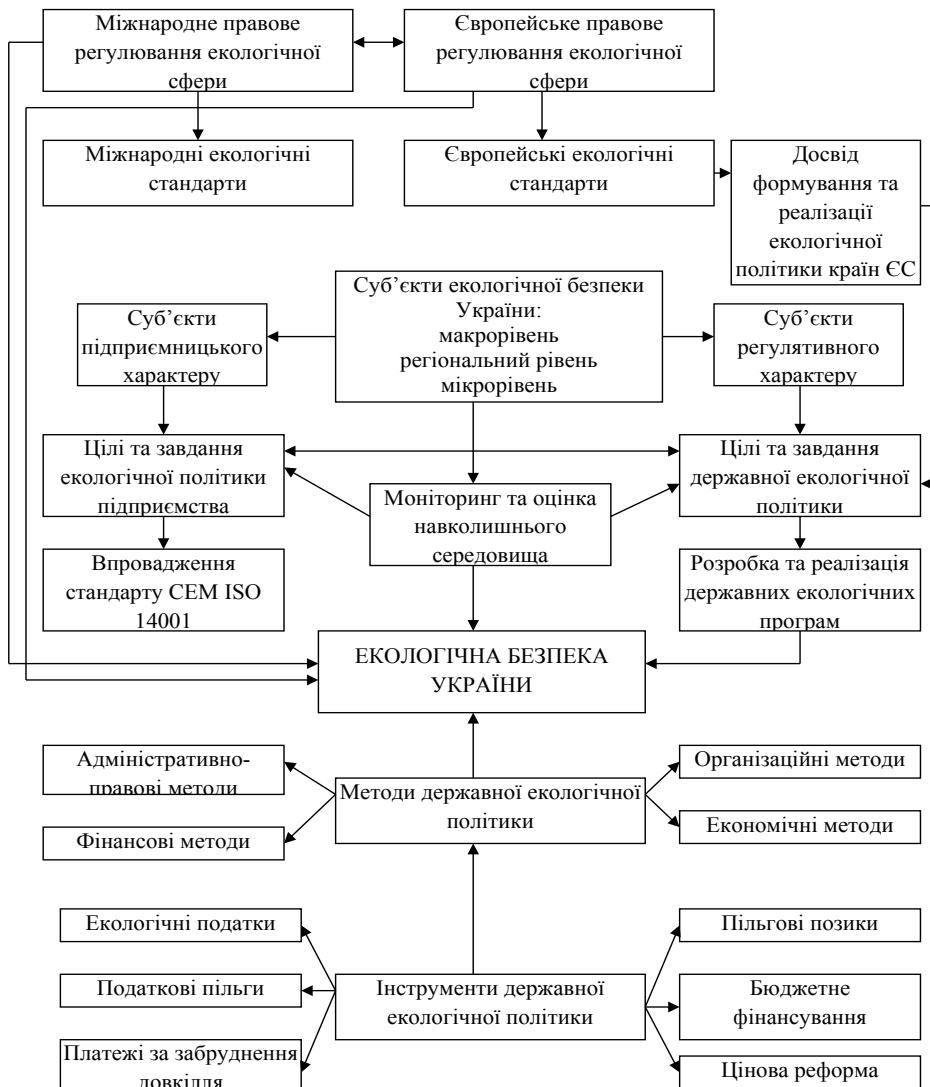 Міжнародне правове
регулювання екологічної
сфери
Європейське правове
регулювання екологічної
сфери
Міжнародні екологічні
стандарти
Європейські екологічні
стандарти
Досвід
формування та
реалізації
екологічної
політики країн ЄС
Суб’єкти екологічної безпеки
України:
макрорівень
регіональний рівень
мікрорівень
Суб’єкти
підприємницького
характеру
Суб’єкти
регулятивного
характеру
Цілі та завдання
екологічної політики
підприємства
Цілі та завдання
державної екологічної
політики
Моніторинг та оцінка
навколишнього
середовища
Впровадження
стандарту СЕМ ISO
14001
Розробка та реалізація
державних екологічних
програм
ЕКОЛОГІЧНА БЕЗПЕКА
УКРАЇНИ
Адміністративно-
правові методи
Фінансові методи
Методи державної екологічної
політики
Організаційні методи
Економічні методи
Екологічні податки
Податкові пільги
Платежі за забруднення
довкілля
Інструменти державної
екологічної політики
Пільгові позики
Бюджетне
фінансування
Цінова реформа